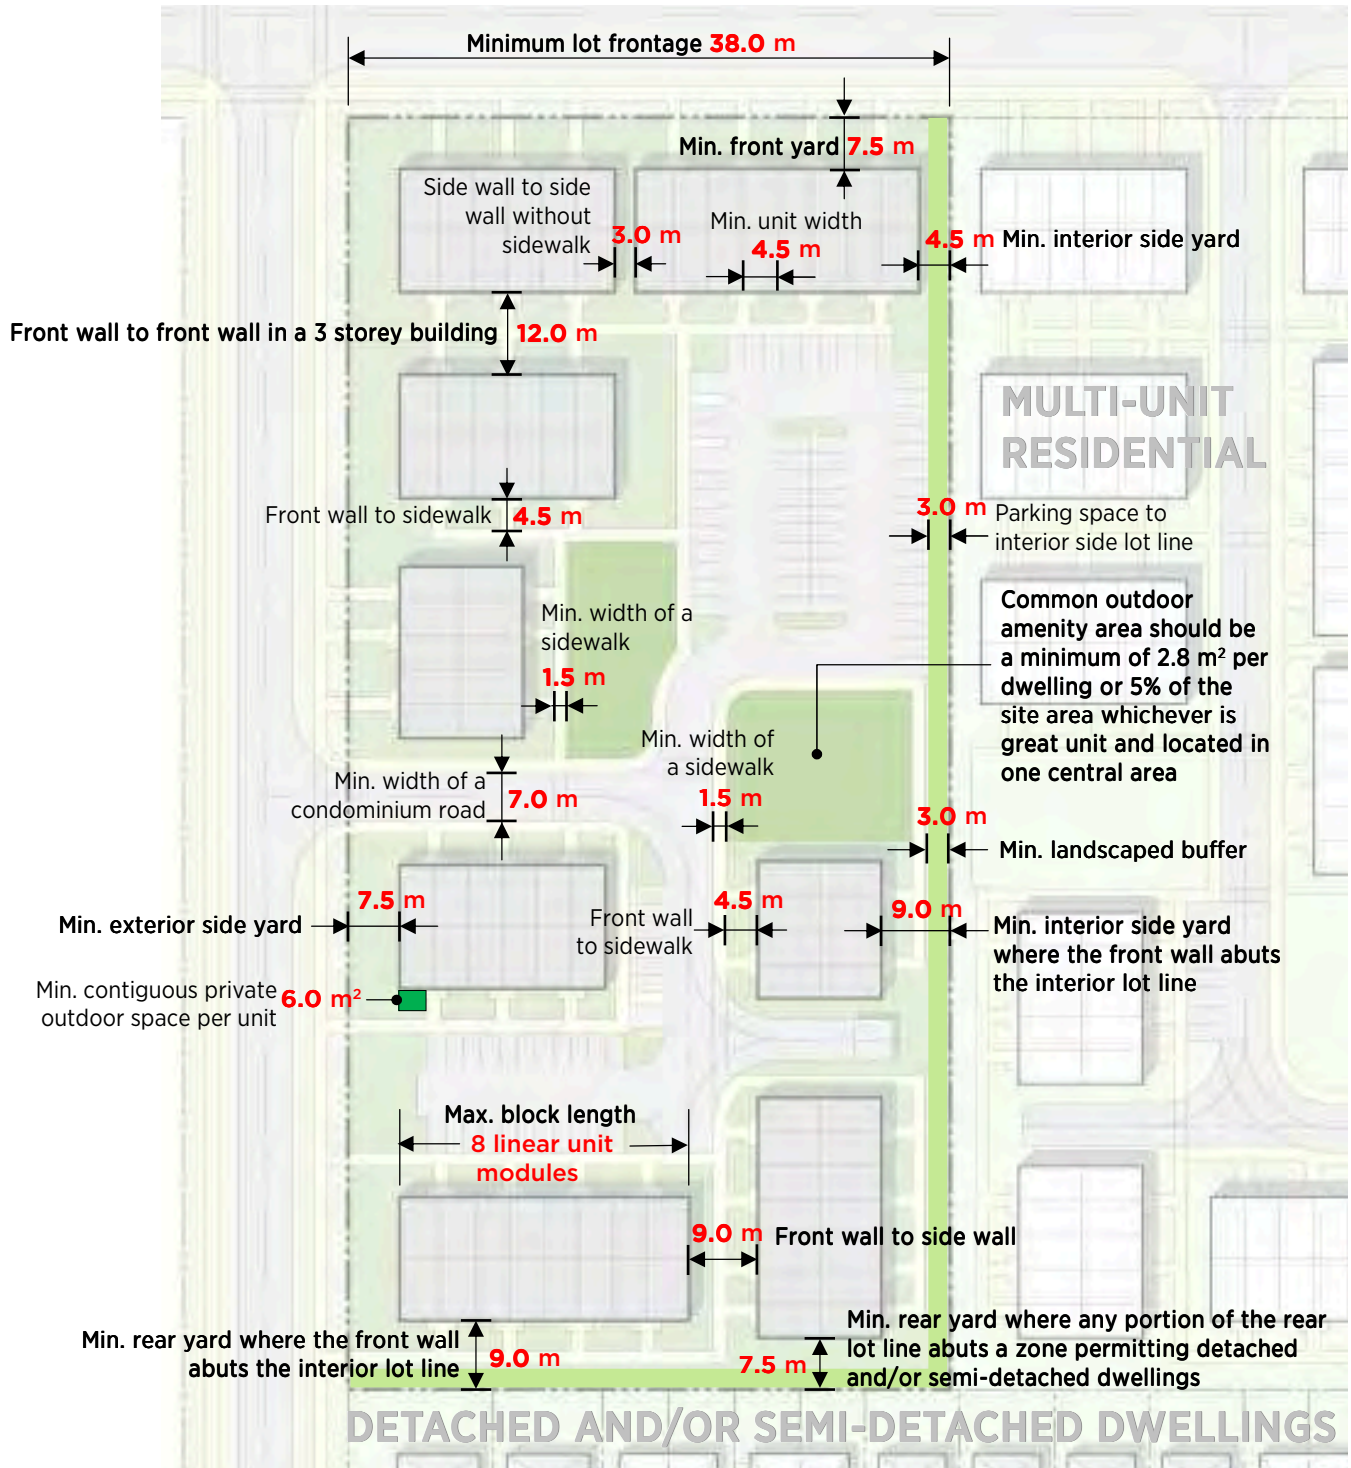 Minimum lot frontage 38.0 m
Min. front yard 7.5 m
Side wall to side
wall without
sidewalk
3.0 m
Min. unit width
4.5 m
4.5 m Min. interior side yard
Front wall to front wall in a 3 storey building 12.0 m
MULTI-UNIT
RESIDENTIAL
Front wall to sidewalk 4.5 m
3.0 m
Parking space to
interior side lot line
Min. width of a
sidewalk
1.5 m
Common outdoor
amenity area should be
a minimum of 2.8 m² per
dwelling or 5% of the
site area whichever is
great unit and located in
one central area
Min. width of
a sidewalk
1.5 m
Min. width of a
condominium road
7.0 m
3.0 m
Min. landscaped buffer
7.5 m
Min. exterior side yard
4.5 m
Front wall
to sidewalk
9.0 m
Min. interior side yard
where the front wall abuts
the interior lot line
Min. contiguous private
outdoor space per unit
6.0 m²
Max. block length
8 linear unit
modules
9.0 m
Front wall to side wall
Min. rear yard where the front wall
abuts the interior lot line
9.0 m
7.5 m
Min. rear yard where any portion of the rear
lot line abuts a zone permitting detached
and/or semi-detached dwellings
DETACHED AND/OR SEMI-DETACHED DWELLINGS